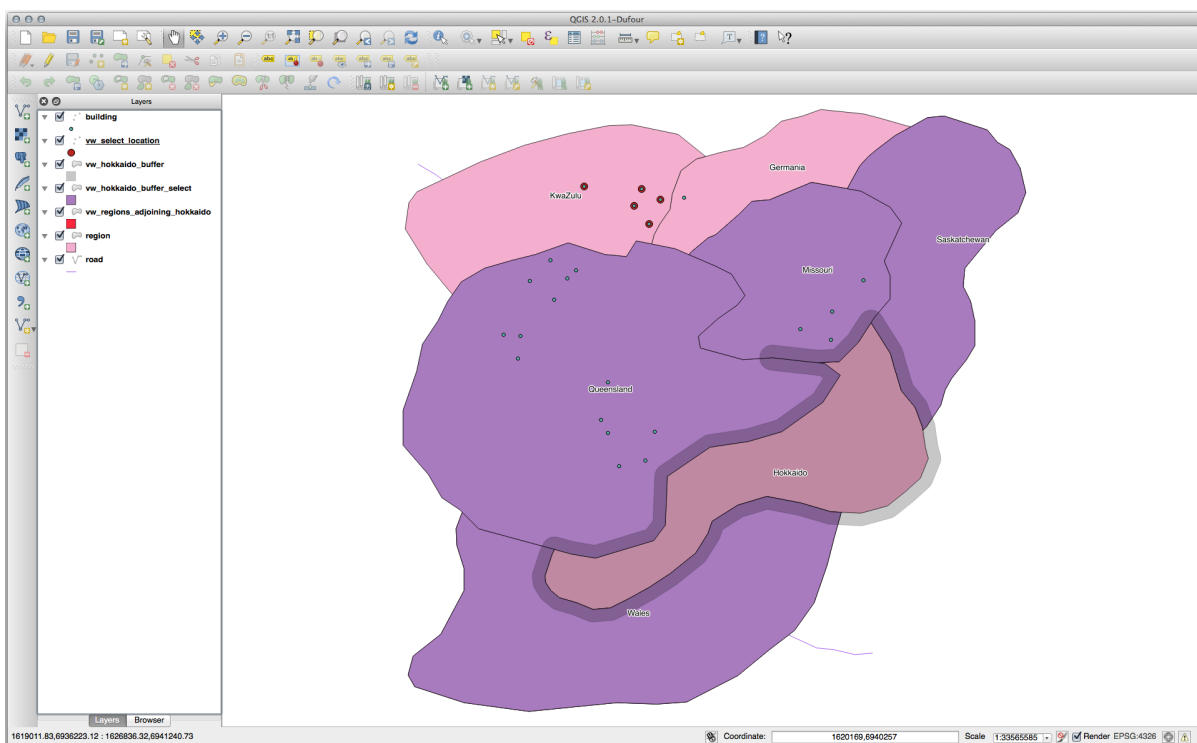 QGIS 2.0.1-Dufour
Layers
building
vw_select_location
vw_hokkaido_buffer
vw_hokkaido_buffer_select
vw_regions_adjoining_hokkaido
region
road
KwaZulu
Germania
Saskatchewan
Missouri
Queensland
Hokkaido
Wales
Layers
Browser
1619011.83,6936223.12 : 1626836.32,6941240.73
Coordinate:
1620169,6940257
Scale
1:33565585
Render
EPSG:4326